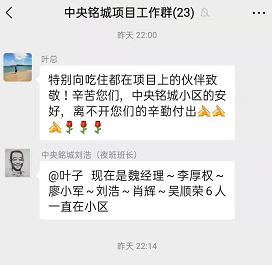 中央铭城项目工作群(23)
昨天 22:00
叶总
特别向吃住都在项目上的伙伴致
敬！辛苦您们，中央铭城小区的安
好，离不开您们的辛勤付出
中央铭城刘浩（夜班班长）
@叶子 现在是魏经理～李厚权～
廖小军～刘浩～肖辉～吴顺荣6人
一直在小区
昨天 22:14